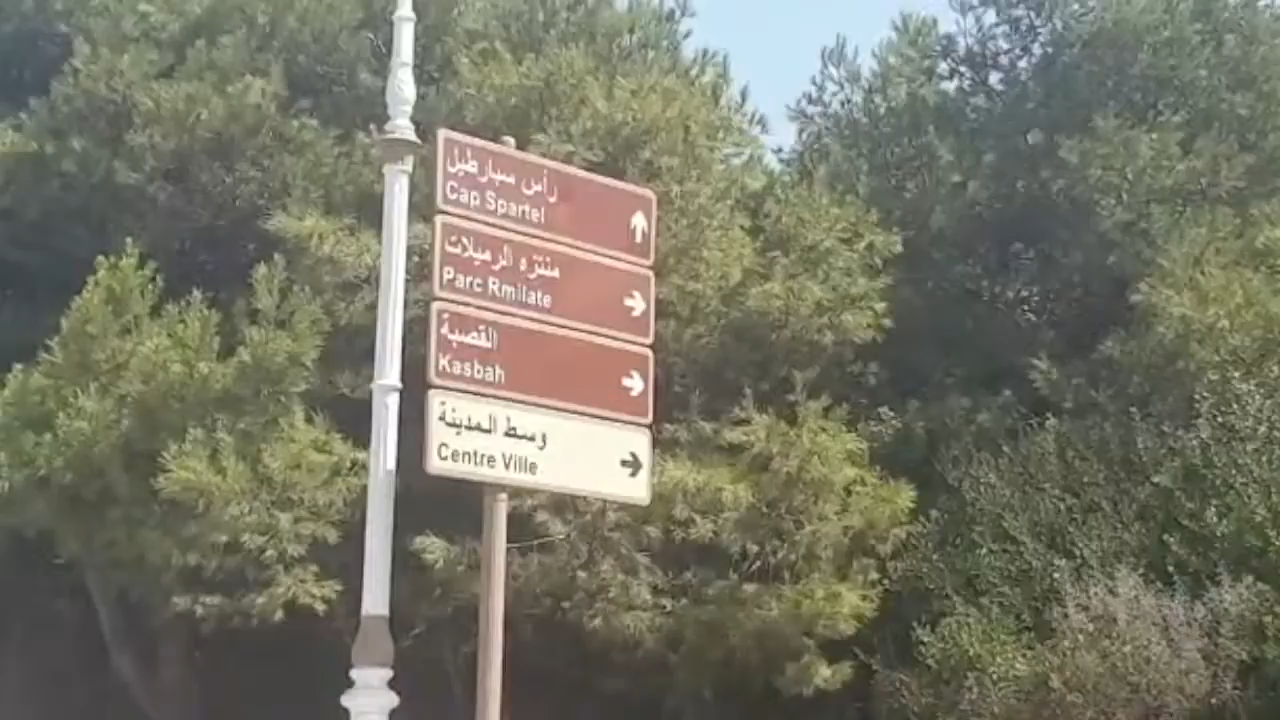 رأس سبارطيل
Cap Spartel
منتزه الرميلات
Parc Rmilate
القصبة
Kasbah
وسط المدينة
Centre Ville